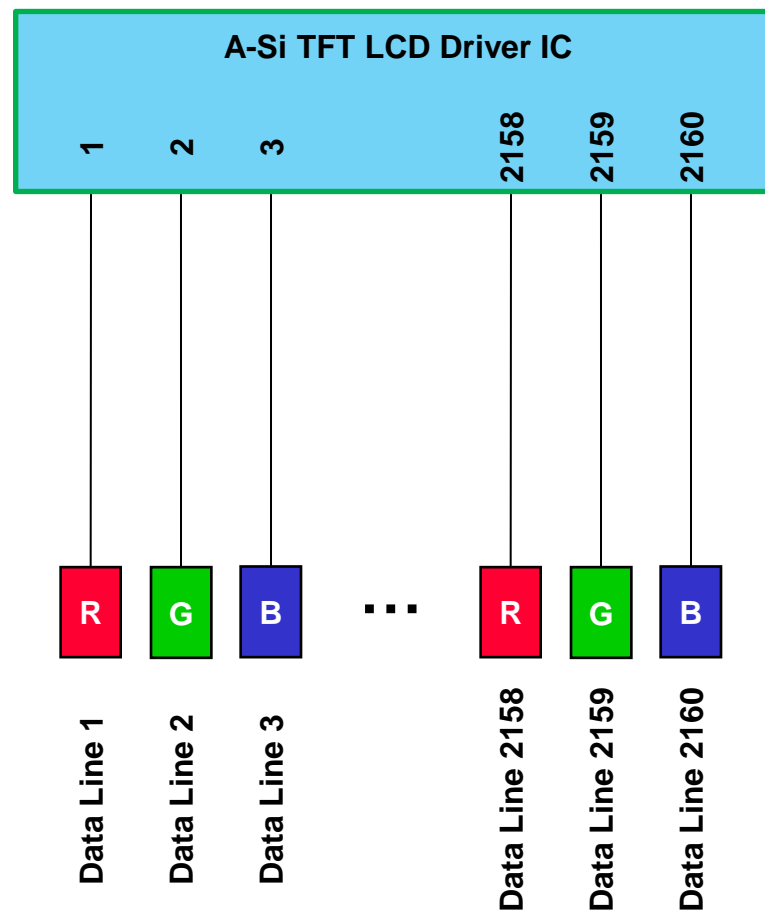 A-Si TFT LCD Driver IC
1
2
3
2158
2159
2160
R
G
B
...
R
G
B
Data Line 1
Data Line 2
Data Line 3
Data Line 2158
Data Line 2159
Data Line 2160